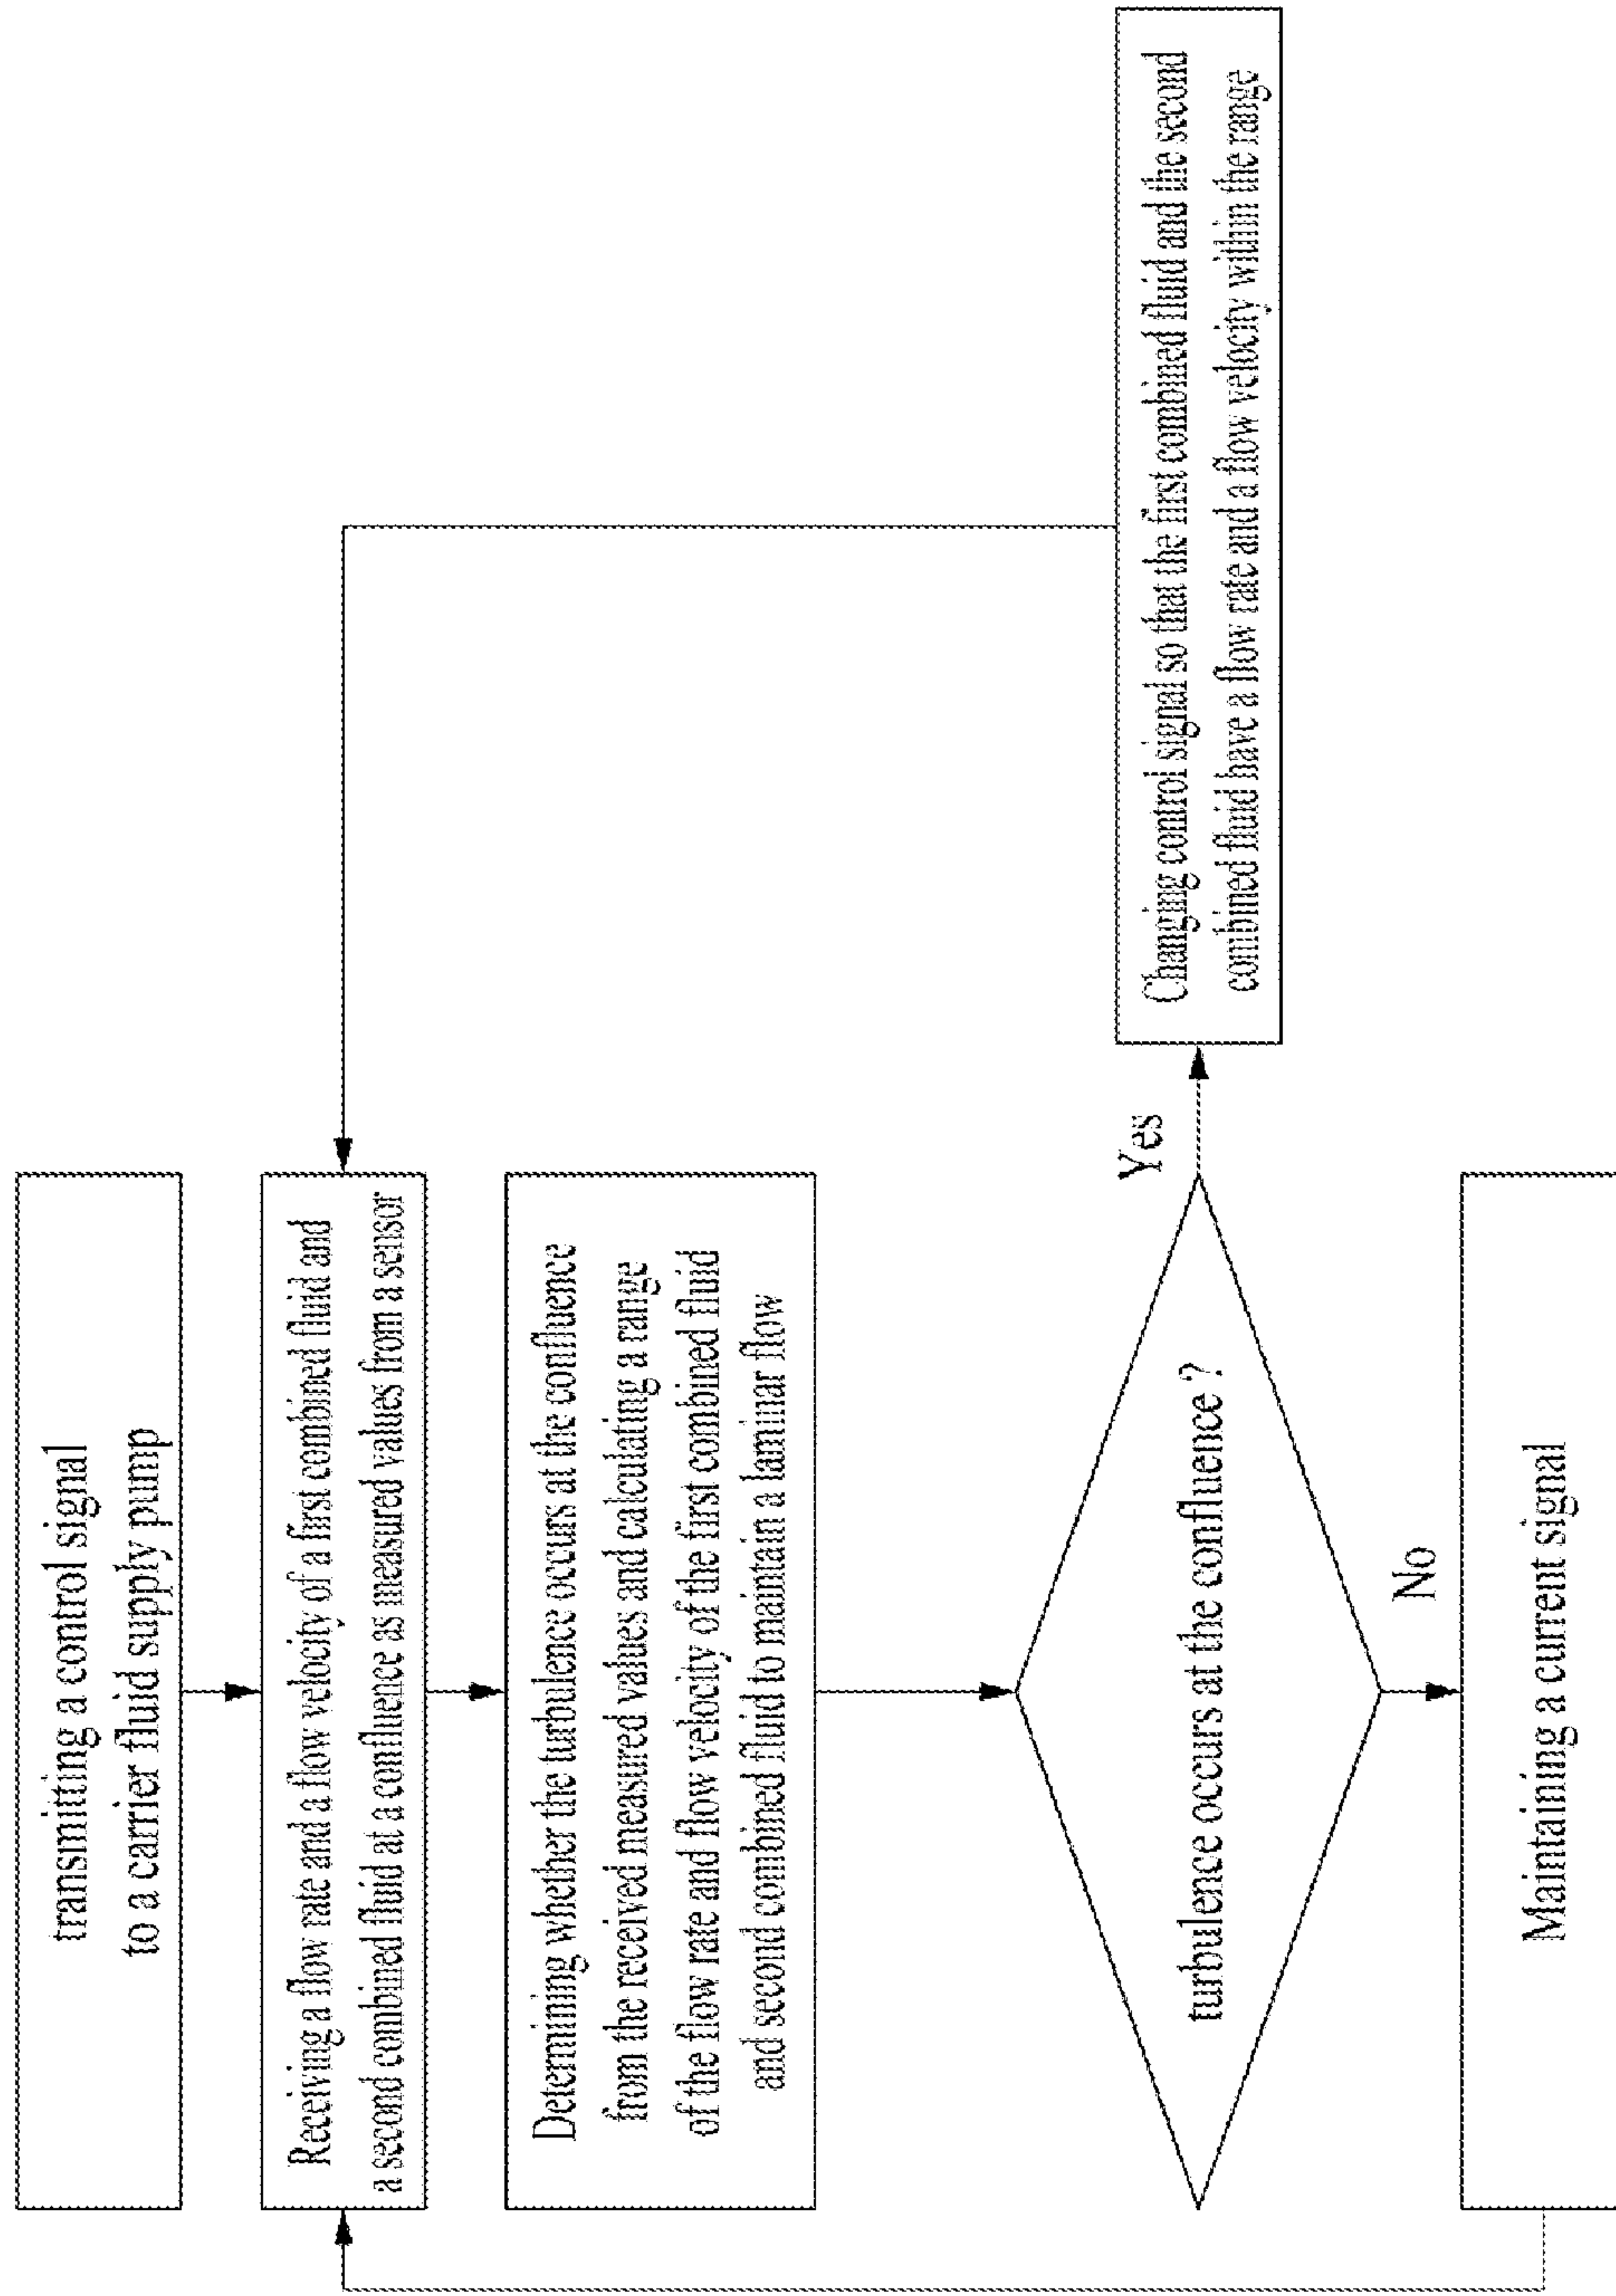 transmitting a control signal
to a carrier fluid supply pump
Receiving a flow rate and a flow velocity of a first combined fluid and
a second combined fluid at a confluence as measured values from a sensor
Determining whether the turbulence occurs at the confluence
from the received measured values and calculating a range
of the flow rate and flow velocity of the first combined fluid
and second combined fluid to maintain a laminar flow
turbulence occurs at the confluence ?
Yes
Changing control signal so that the first combined fluid and the second
combined fluid have a flow rate and a flow velocity within the range
No
Maintaining a current signal